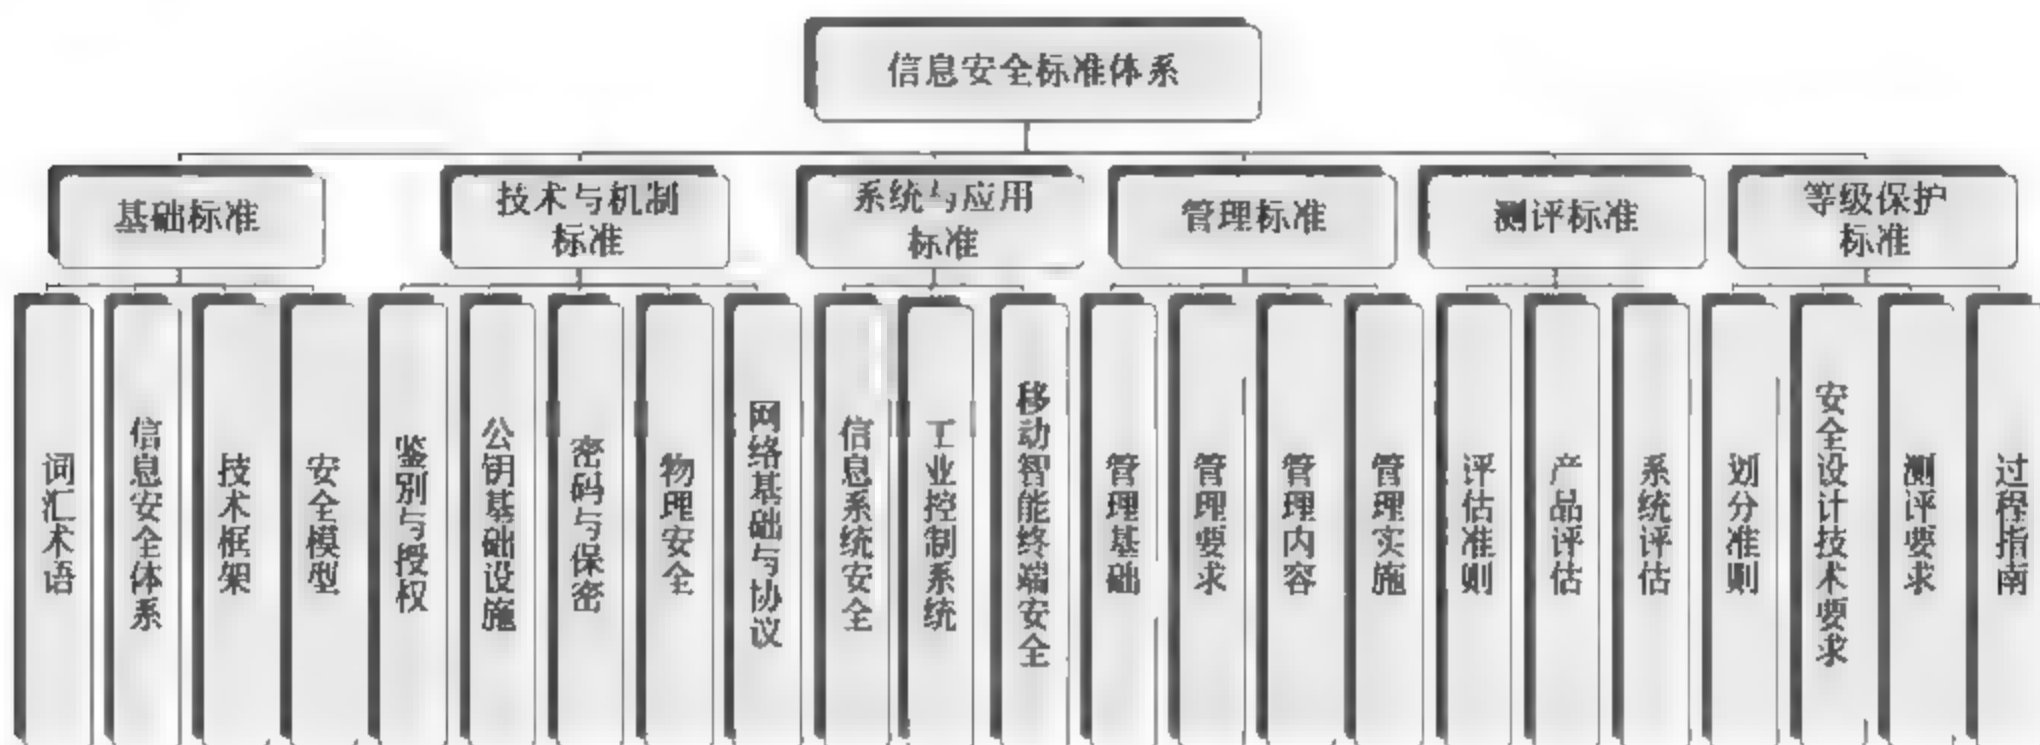 信息安全标准体系
基础标准
技术与机制
标准
系统与应用
标准
管理标准
测评标准
等级保护
标准
词汇术语
信息安全体系
技术框架
安全模型
鉴别与授权
公钥基础设施
密码与保密
物理安全
网络基础与协议
信息系统安全
工业控制系统
移动智能终端安全
管理基础
管理要求
管理内容
管理实施
评估准则
产品评估
系统评估
划分准则
安全设计技术要求
测评要求
过程指南